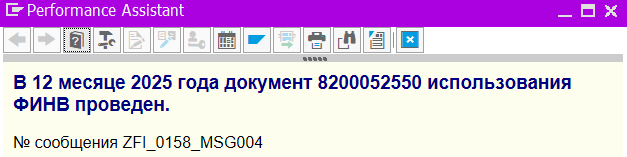 Performance Assistant
В 12 месяце 2025 года документ 8200052550 использования
ФИНВ проведен.
№ сообщения ZFI_0158_MSG004